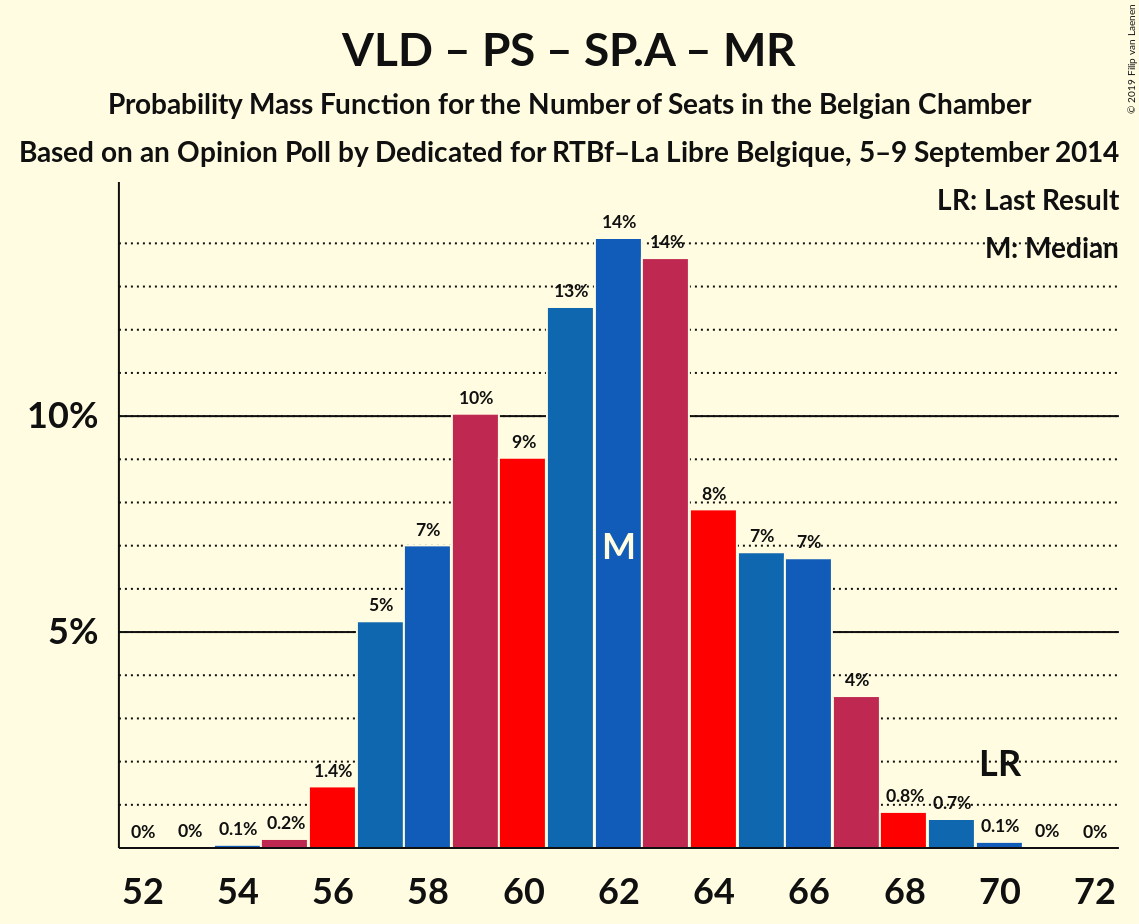 VLD – PS – SP.A – MR
Probability Mass Function for the Number of Seats in the Belgian Chamber
Based on an Opinion Poll by Dedicated for RTBf–La Libre Belgique, 5–9 September 2014
© 2019 Filip van Laenen
LR: Last Result
M: Median
10%
5%
0% 0% 0.1% 0.2% 1.4% 5% 7% 10% 9% 13% 14% 14% 8% 7% 7% 4% 0.8% 0.7% 0.1% 0% 0%
M
LR
52 54 56 58 60 62 64 66 68 70 72